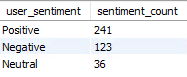 user_sentiment sentiment_count
Positive 241
Negative 123
Neutral 36